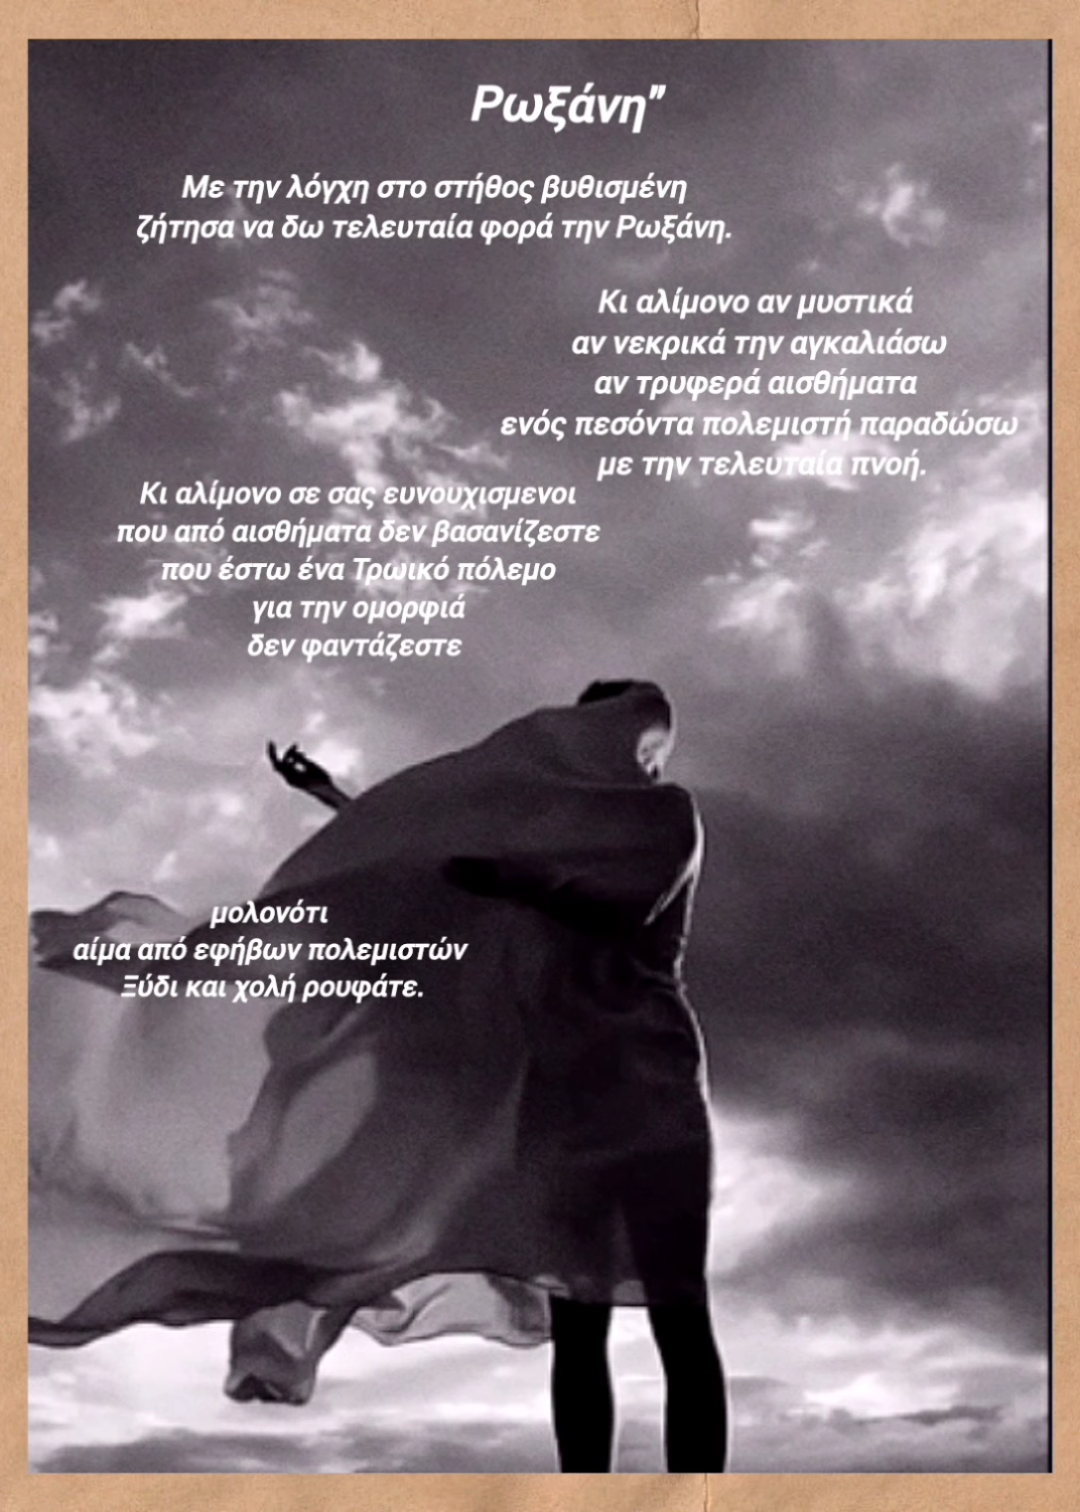 Ρωξάνη"
Με την λόγχη στο στήθος βυθισμένη
ζήτησα να δω τελευταία φορά την Ρωξάνη.
Κι αλίμονο αν μυστικά
αν νεκρικά την αγκαλιάσω
αν τρυφερά αισθήματα
ενός πεσόντα πολεμιστή παραδώσω
με την τελευταία πνοή.
Κι αλίμονο σε σας ευνουχισμενοι
που από αισθήματα δεν βασανίζεστε
που έστω ένα Τρωικό πόλεμο
για την ομορφιά
δεν φαντάζεστε
μολονότι
αίμα από εφήβων πολεμιστών
Ξύδι και χολή ρουφάτε.